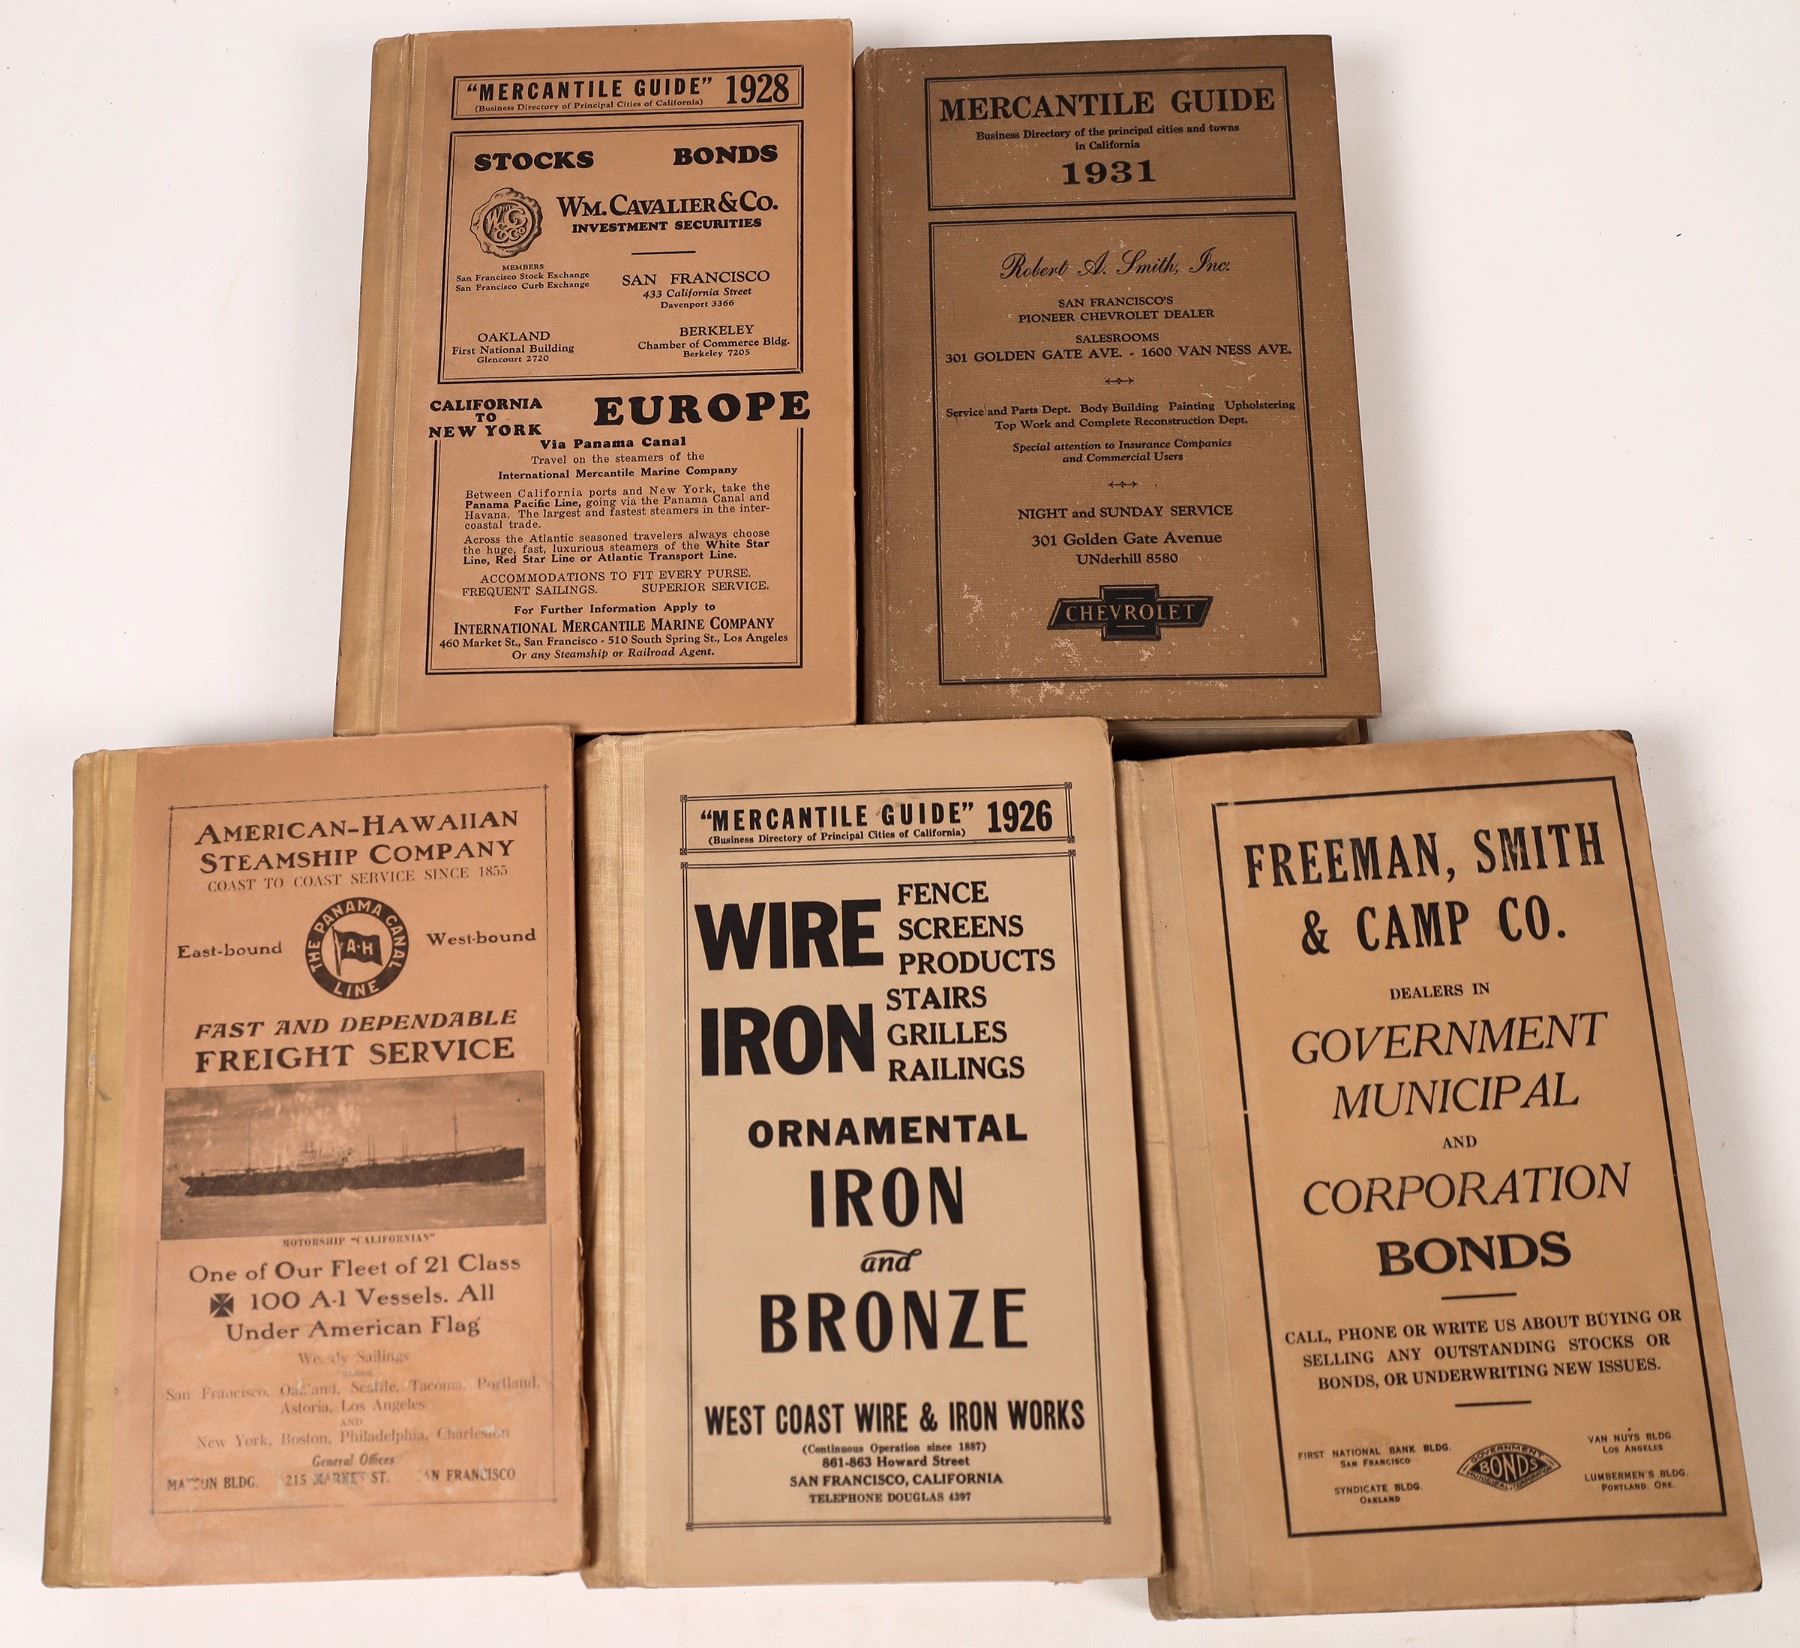 "MERCANTILE GUIDE" 1928
(Business Directory of Principal Cities of California)
STOCKS BONDS
WM. CAVALIER & CO.
INVESTMENT SECURITIES
MEMBERS
San Francisco Stock Exchange
San Francisco Curb Exchange
SAN FRANCISCO
433 California Street
Davenport 3366
OAKLAND
First National Building
Glencourt 2720
BERKELEY
Chamber of Commerce Bldg.
Berkeley 7205
CALIFORNIA
TO
NEW YORK
EUROPE
Via Panama Canal
Travel on the steamers of the
International Mercantile Marine Company
Between California ports and New York, take the
Panama Pacific Line, going via the Panama Canal and
Havana. The largest and fastest steamers in the inter-
coastal trade.
Across the Atlantic seasoned travelers always choose
the huge, fast, luxurious steamers of the White Star
Line, Red Star Line or Atlantic Transport Line.
ACCOMMODATIONS TO FIT EVERY PURSE.
FREQUENT SAILINGS. SUPERIOR SERVICE.
For Further Information Apply to
INTERNATIONAL MERCANTILE MARINE COMPANY
460 Market St., San Francisco - 510 South Spring St., Los Angeles
Or any Steamship or Railroad Agent.
MERCANTILE GUIDE
Business Directory of the principal cities and towns
in California
1931
Robert A. Smith, Inc.
SAN FRANCISCO'S
PIONEER CHEVROLET DEALER
SALESROOMS
301 GOLDEN GATE AVE. - 1600 VAN NESS AVE.
Service and Parts Dept. Body Building Painting Upholstering
Top Work and Complete Reconstruction Dept.
Special attention to Insurance Companies
and Commercial Users
NIGHT and SUNDAY SERVICE
301 Golden Gate Avenue
UNderhill 8580
CHEVROLET
AMERICAN-HAWAIIAN
STEAMSHIP COMPANY
COAST TO COAST SERVICE SINCE 1855
East-bound
THE PANAMA CANAL LINE
A-H
West-bound
FAST AND DEPENDABLE
FREIGHT SERVICE
MOTORSHIP "CALIFORNIAN"
One of Our Fleet of 21 Class
✠ 100 A-1 Vessels. All
Under American Flag
Sailings
San Francisco, Oakland, Seattle, Tacoma, Portland,
Astoria, Los Angeles
AND
New York, Boston, Philadelphia, Charleston
General Offices
BLDG. 215 MARKET ST. SAN FRANCISCO
"MERCANTILE GUIDE" 1926
(Business Directory of Principal Cities of California)
WIRE
FENCE
SCREENS
PRODUCTS
IRON
STAIRS
GRILLES
RAILINGS
ORNAMENTAL
IRON
and
BRONZE
WEST COAST WIRE & IRON WORKS
(Continuous Operation since 1887)
861-863 Howard Street
SAN FRANCISCO, CALIFORNIA
TELEPHONE DOUGLAS 4397
FREEMAN, SMITH
& CAMP CO.
DEALERS IN
GOVERNMENT
MUNICIPAL
AND
CORPORATION
BONDS
CALL, PHONE OR WRITE US ABOUT BUYING OR
SELLING ANY OUTSTANDING STOCKS OR
BONDS, OR UNDERWRITING NEW ISSUES.
FIRST NATIONAL BANK BLDG.
SAN FRANCISCO
SYNDICATE BLDG.
OAKLAND
GOVERNMENT
BONDS
MUNICIPAL, CORPORATION
VAN NUYS BLDG.
LOS ANGELES
LUMBERMEN'S BLDG.
PORTLAND, ORE.